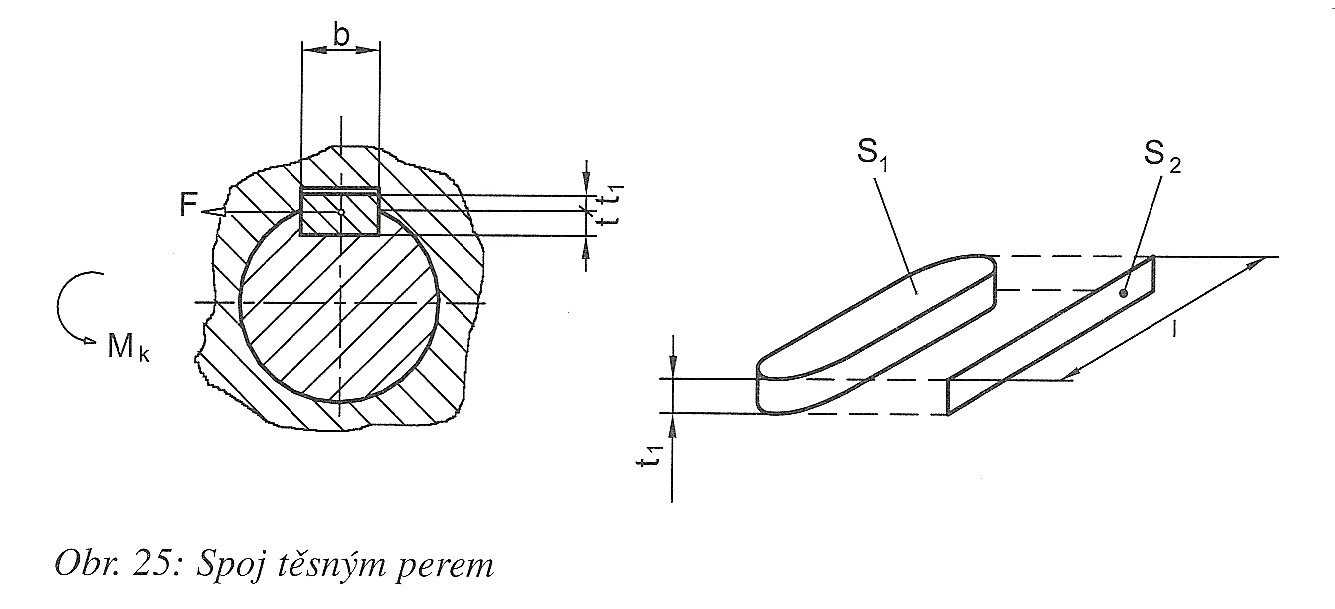 b
S1
S2
F
t1
t
Mk
l
t1
Obr. 25: Spoj těsným perem